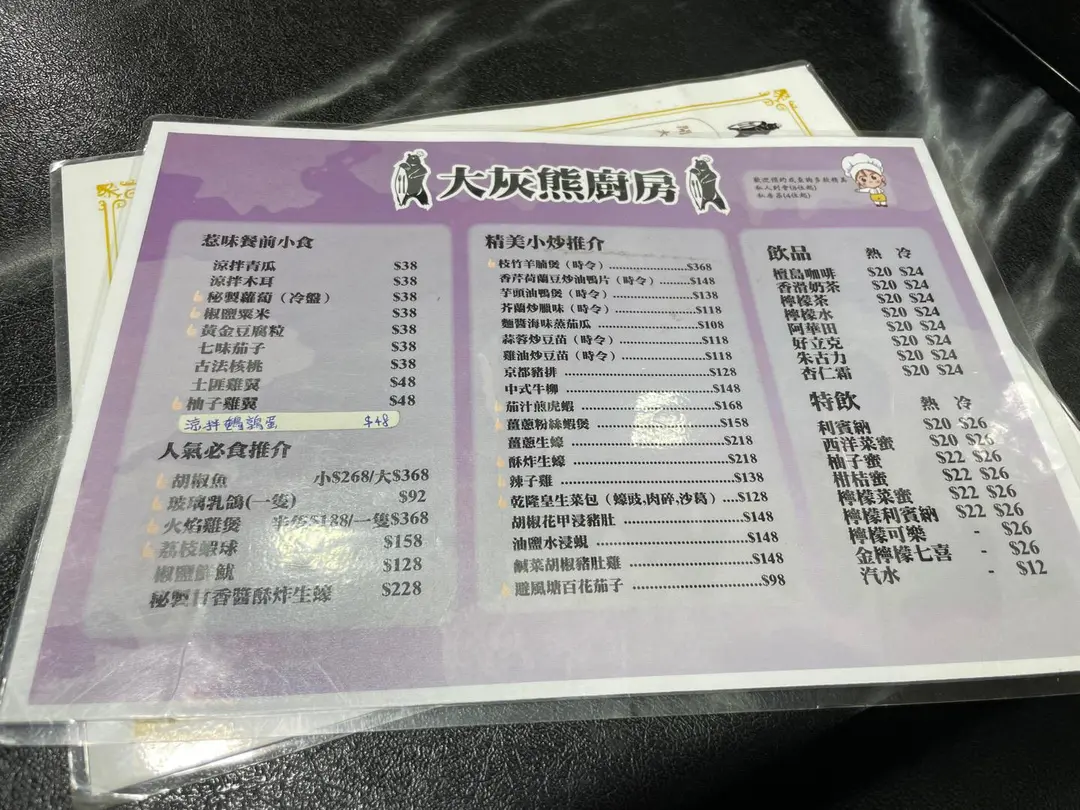 大灰熊廚房
私人到會(6位起)
惹味餐前小食
涼拌青瓜 $38
涼拌木耳 $38
秘製蘿蔔（冷盤） $38
椒鹽粟米 $38
黃金豆腐粒 $38
七味茄子 $38
古法核桃 $38
土匪雞翼 $48
柚子雞翼 $48
涼拌鵪鶉蛋 $48
人氣必食推介
胡椒魚 小$268/大$368
玻璃乳鴿(一隻) $92
火焰雞煲 半隻$188/一隻$368
荔枝蝦球 $158
椒鹽鮮魷 $128
秘製甘香醬酥炸生蠔 $228
精美小炒推介
枝竹羊腩煲（時令）........................$368
香芹荷蘭豆炒油鴨片（時令）........$148
芋頭油鴨煲（時令）........................$138
芥蘭炒臘味（時令）........................$118
麵醬海味蒸茄瓜 ............................$108
蒜蓉炒豆苗（時令）........................$118
雞油炒豆苗（時令）........................$118
京都豬排 ........................................$128
中式牛柳 ........................................$148
茄汁煎虎蝦 ....................................$168
薑蔥粉絲蝦煲 ................................$158
薑蔥生蠔 ........................................$218
酥炸生蠔 ........................................$218
辣子雞 ............................................$138
乾隆皇生菜包（蠔豉,肉碎,沙葛）....$128
胡椒花甲浸豬肚 ............................$148
油鹽水浸蜆 ....................................$148
鹹菜胡椒豬肚雞 ............................$148
避風塘百花茄子 ............................$98
飲品 熱 冷
檀島咖啡 $20 $24
香滑奶茶 $20 $24
檸檬茶 $20 $24
檸檬水 $20 $24
阿華田 $20 $24
好立克 $20 $24
朱古力 $20 $24
杏仁霜 $20 $24
特飲 熱 冷
利賓納 $20 $26
西洋菜蜜 $20 $26
柚子蜜 $22 $26
柑桔蜜 $22 $26
檸檬菜蜜 $22 $26
檸檬利賓納 $22 $26
檸檬可樂 - $26
金檸檬七喜 - $26
汽水 - $12